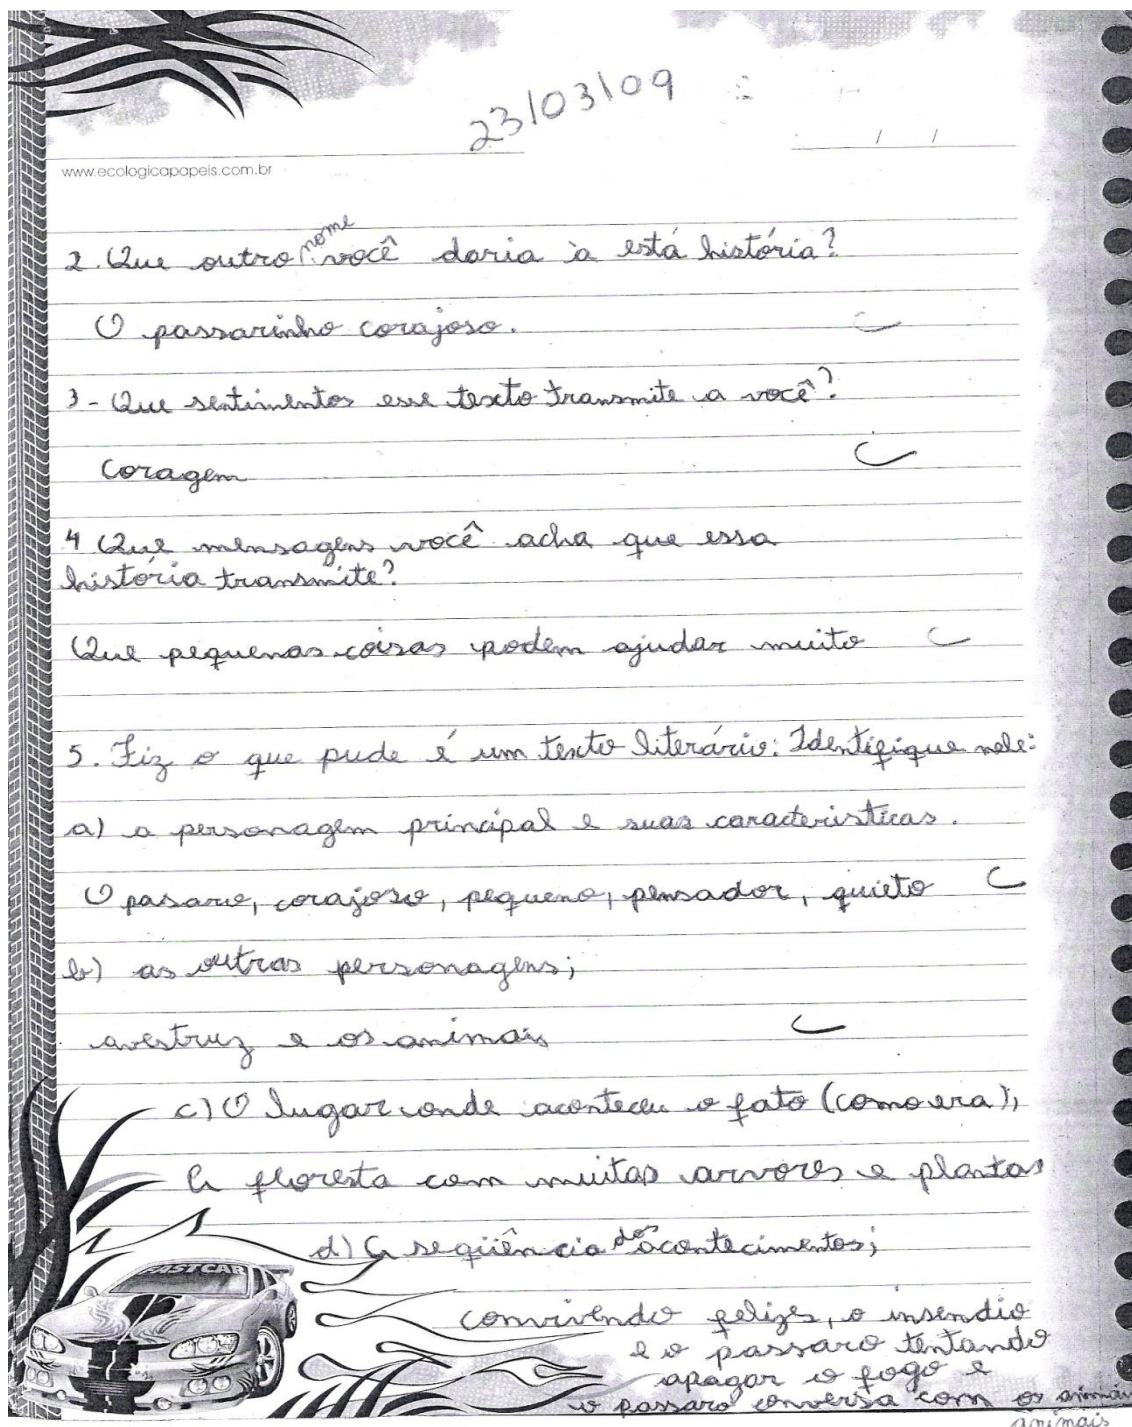 23/03/09
/ /
www.ecologicapapeis.com.br
2. Que outro nome você daria à está história?
O passarinho corajoso.
3 - Que sentimentos esse texto transmite a você?
coragem
4 Que mensagens você acha que essa
história transmite?
Que pequenas coisas podem ajudar muito
5. Fiz o que pude é um texto literário: Identifique nele:
a) a personagem principal e suas caracteristicas.
O pasaro, corajoso, pequeno, pensador, quieto
b) as outras personagens;
avestruz e os animais
c) O lugar onde aconteceu o fato (como era);
A floresta com muitas arvores e plantas
d) A seqüência dos acontecimentos;
FASTCAR
convivendo felizes, o insendio
e o passaro tentando
apagar o fogo e
o passaro conversa com os animais
animais